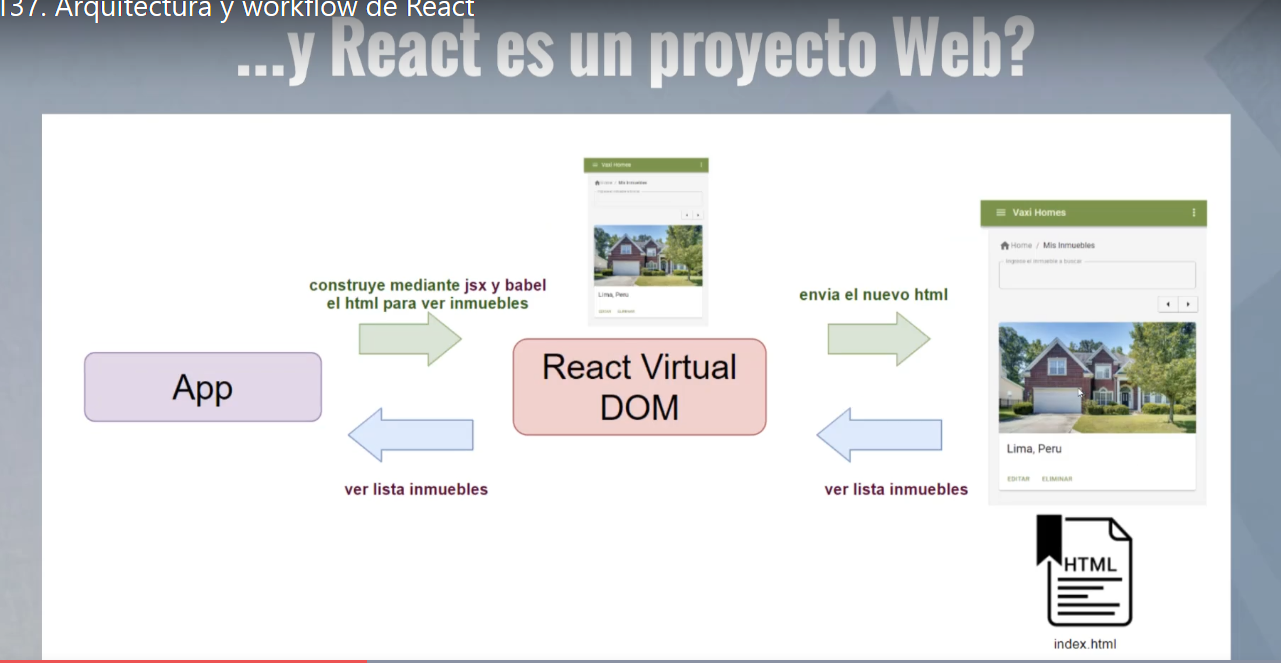 137. Arquitectura y workflow de React
...y React es un proyecto Web?
Vaxi Homes
Home / Mis Inmuebles
Lima, Peru
EDITAR ELIMINAR
construye mediante jsx y babel
el html para ver inmuebles
envia el nuevo html
App
React Virtual
DOM
ver lista inmuebles
ver lista inmuebles
Vaxi Homes
Home / Mis Inmuebles
Ingrese el inmueble a buscar
Lima, Peru
EDITAR ELIMINAR
HTML
index.html